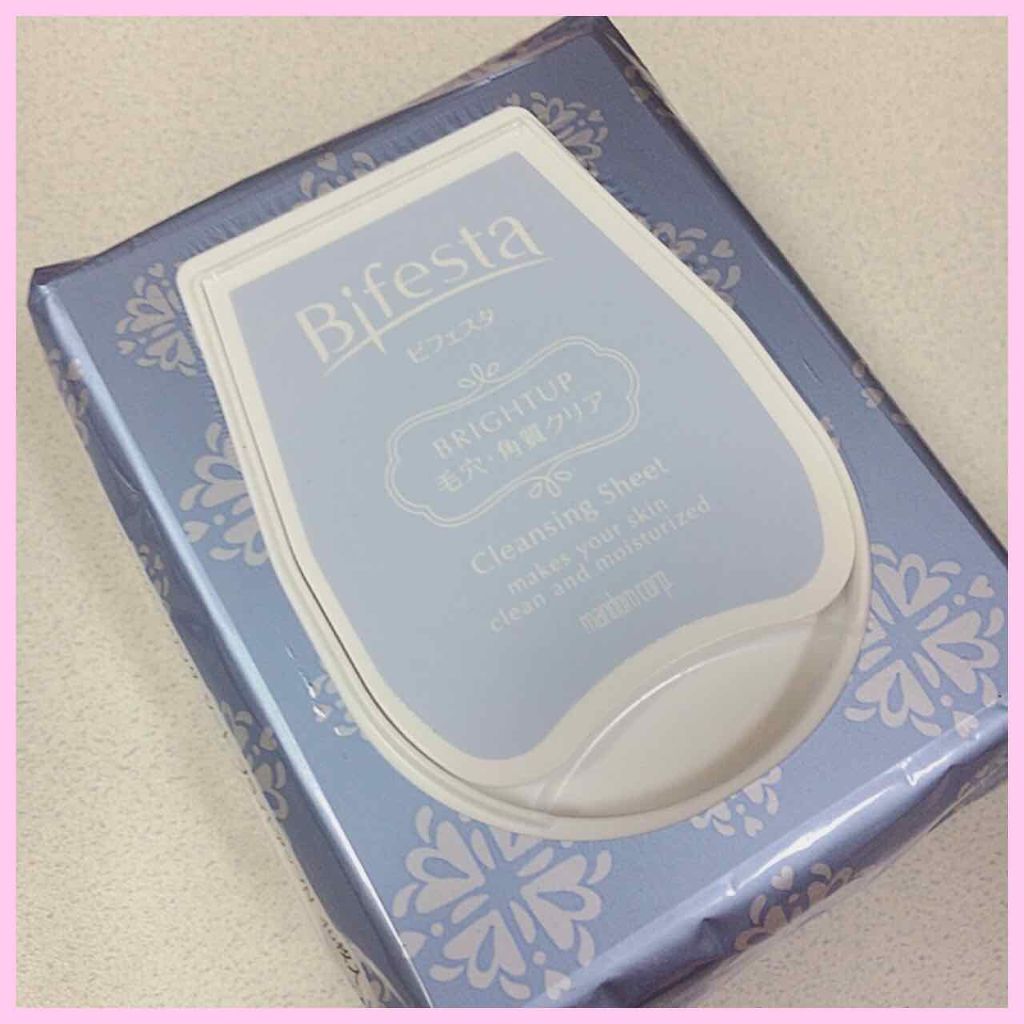 Bifesta
ビフェスタ
BRIGHTUP
毛穴・角質クリア
Cleansing Sheet
makes your skin
clean and moisturized
mandom corp.